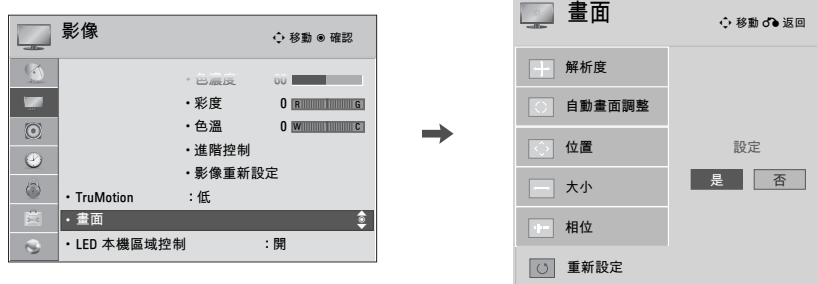 影像
移動 確認
・色濃度 60
・彩度 0 R G
・色溫 0 W C
・進階控制
・影像重新設定
・TruMotion ：低
・畫面
・LED 本機區域控制 ：開
畫面
移動 返回
解析度
自動畫面調整
位置
大小
相位
重新設定
設定
是 否